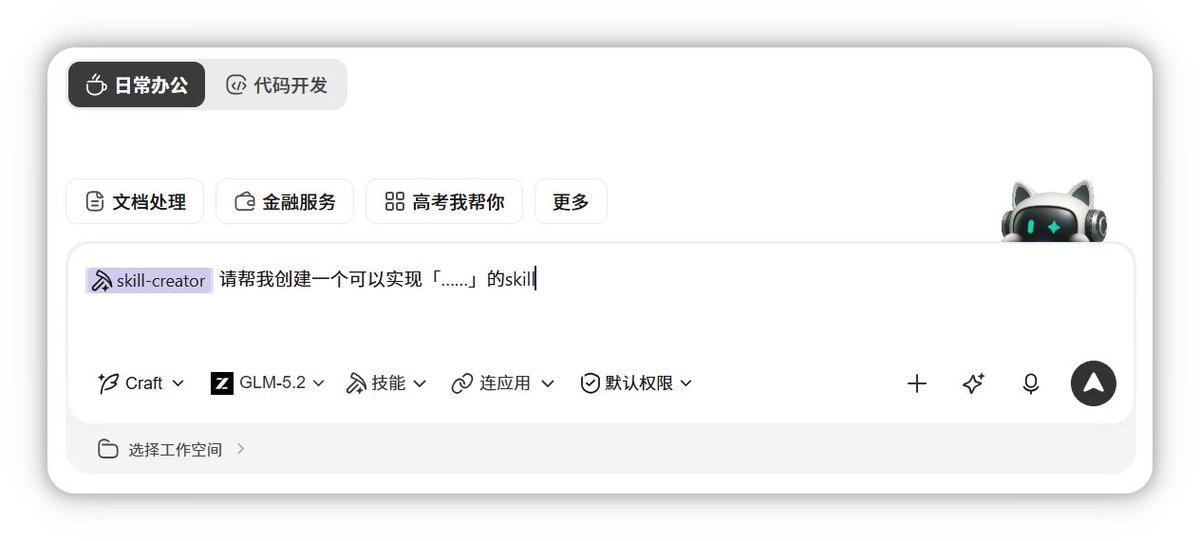 日常办公 代码开发
文档处理 金融服务 高考我帮你 更多
skill-creator 请帮我创建一个可以实现「......」的skill
Craft GLM-5.2 技能 连应用 默认权限
选择工作空间